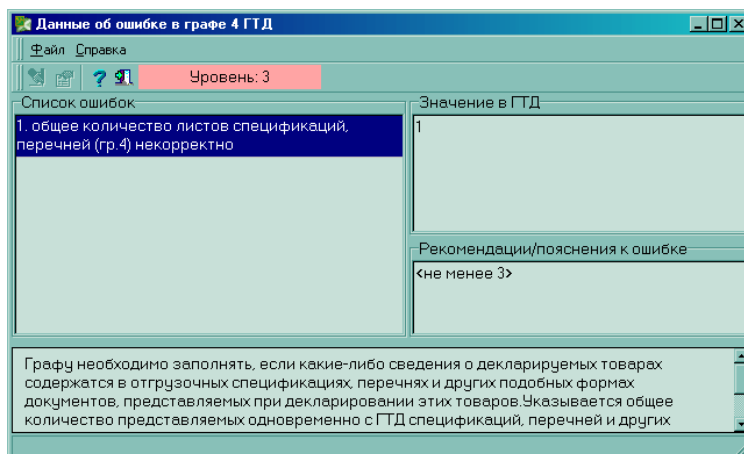 Данные об ошибке в графе 4 ГТД
Файл Справка
Уровень: 3
Список ошибок
1. общее количество листов спецификаций,
перечней (гр.4) некорректно
Значение в ГТД
1
Рекомендации/пояснения к ошибке
<не менее 3>
Графу необходимо заполнять, если какие-либо сведения о декларируемых товарах
содержатся в отгрузочных спецификациях, перечнях и других подобных формах
документов, представляемых при декларировании этих товаров.Указывается общее
количество представляемых одновременно с ГТД спецификаций, перечней и других